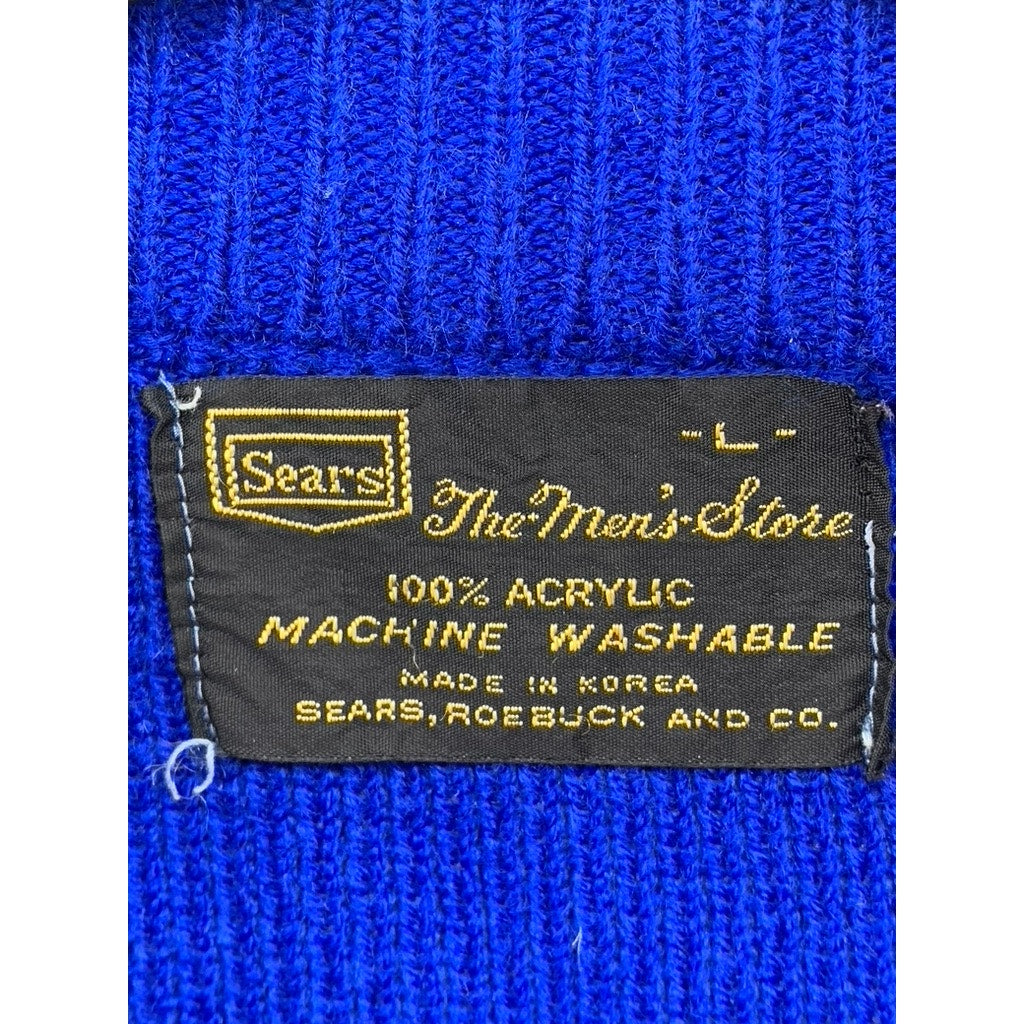 Sears
- L -
The Men's Store
100% ACRYLIC
MACHINE WASHABLE
MADE IN KOREA
SEARS, ROEBUCK AND CO.